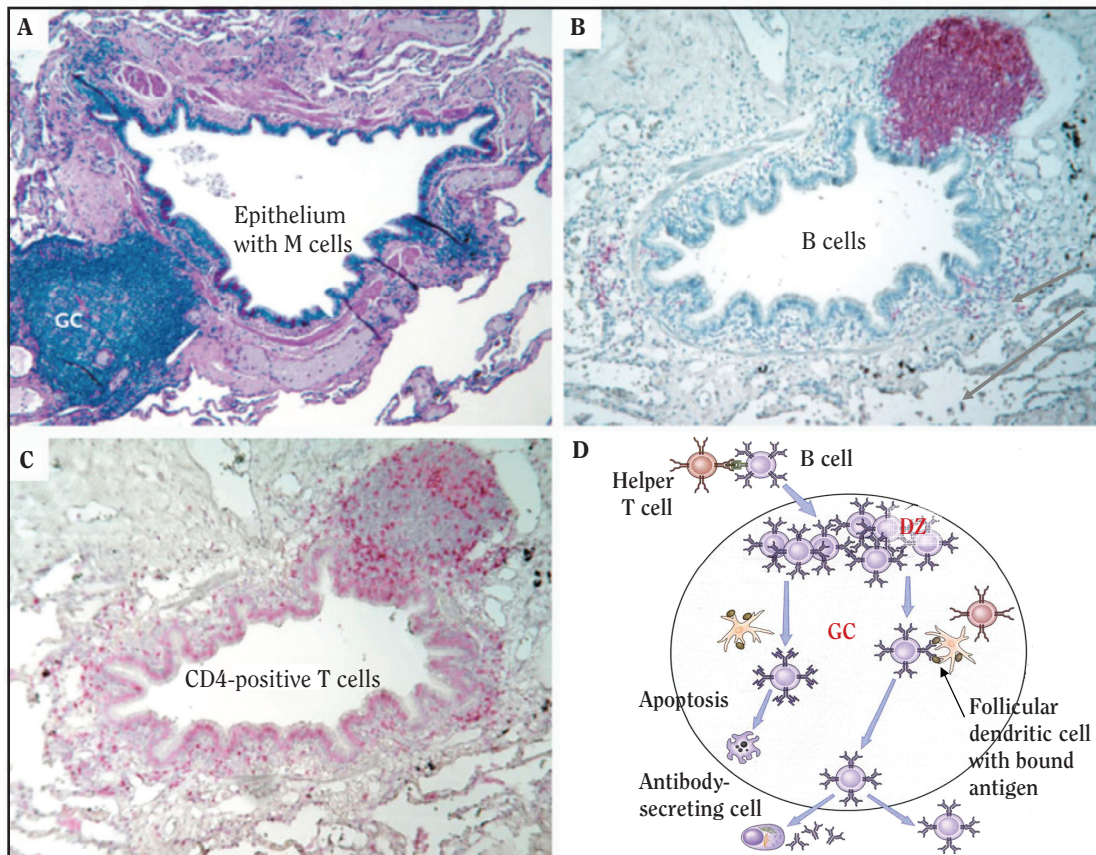 A
Epithelium
with M cells
GC
B
B cells
C
CD4-positive T cells
D
B cell
Helper
T cell
DZ
GC
Apoptosis
Follicular
dendritic cell
with bound
antigen
Antibody-
secreting cell